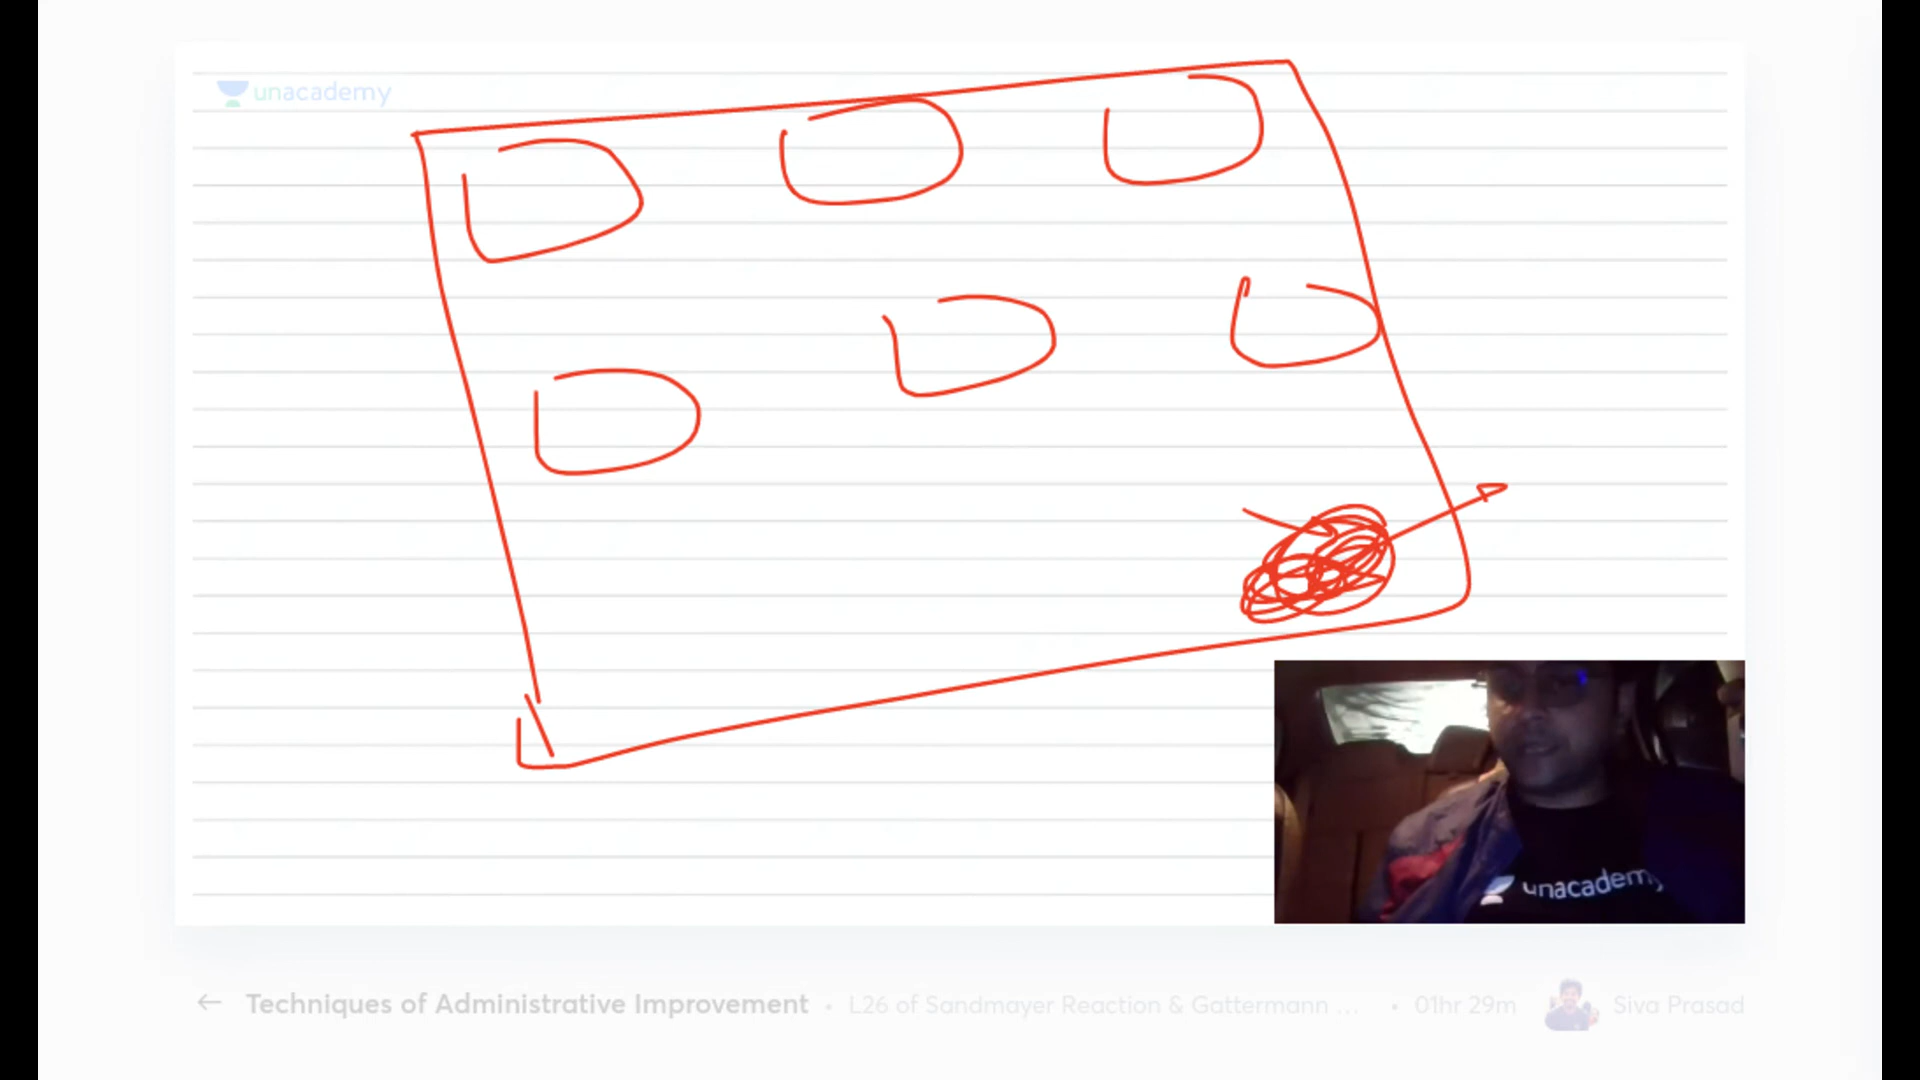 unacademy
unacademy
Techniques of Administrative Improvement • L26 of Sandmayer Reaction & Gattermann ... • 01hr 29m Siva Prasad